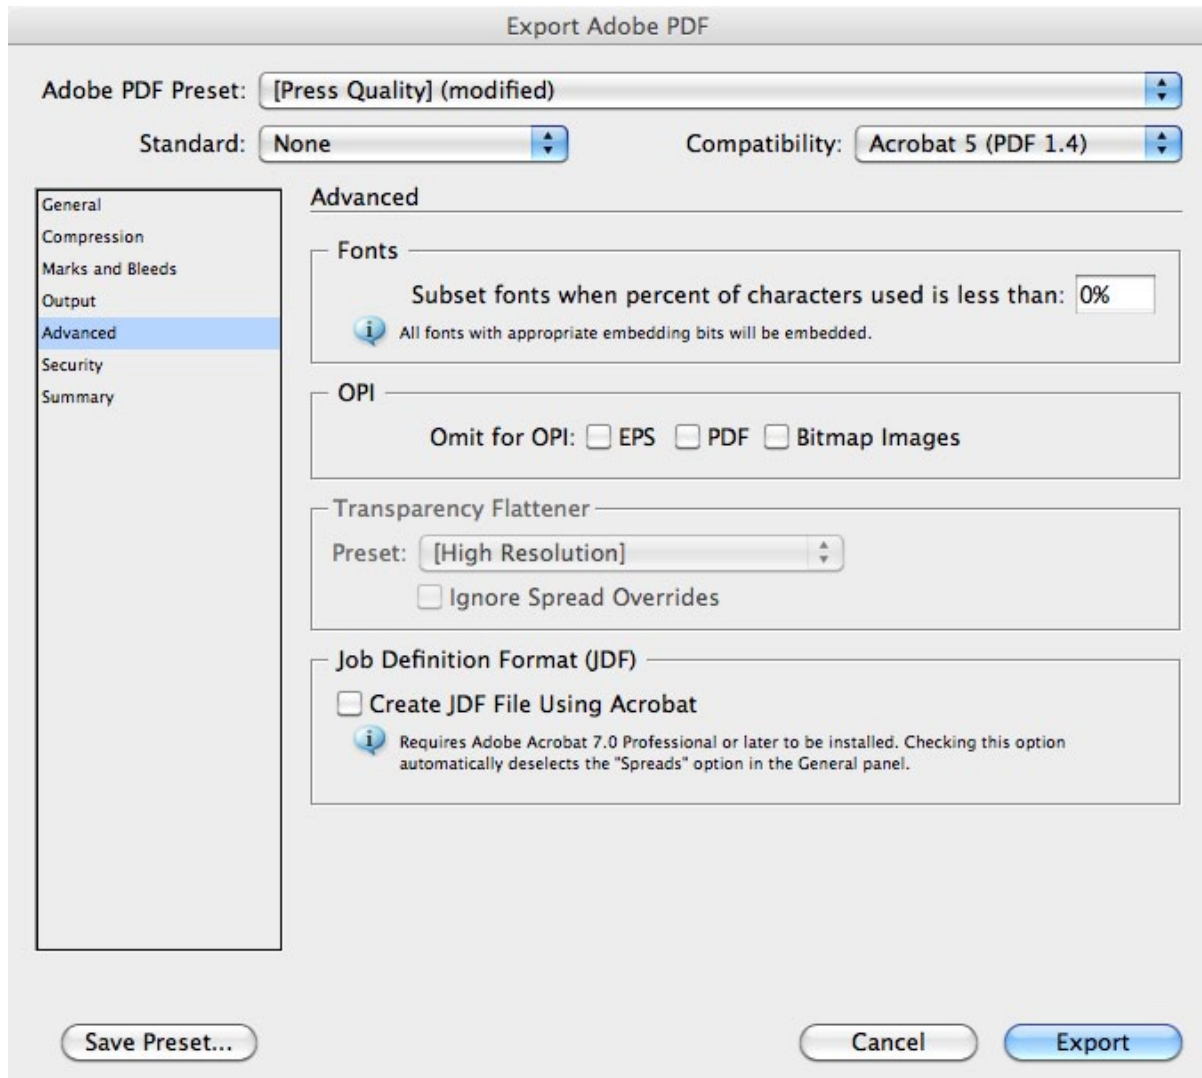 Export Adobe PDF
Adobe PDF Preset: [Press Quality] (modified)
Standard: None Compatibility: Acrobat 5 (PDF 1.4)
General
Compression
Marks and Bleeds
Output
Advanced
Security
Summary
Advanced
Fonts
Subset fonts when percent of characters used is less than: 0%
All fonts with appropriate embedding bits will be embedded.
OPI
Omit for OPI: EPS PDF Bitmap Images
Transparency Flattener
Preset: [High Resolution]
Ignore Spread Overrides
Job Definition Format (JDF)
Create JDF File Using Acrobat
Requires Adobe Acrobat 7.0 Professional or later to be installed. Checking this option
automatically deselects the "Spreads" option in the General panel.
Save Preset... Cancel Export